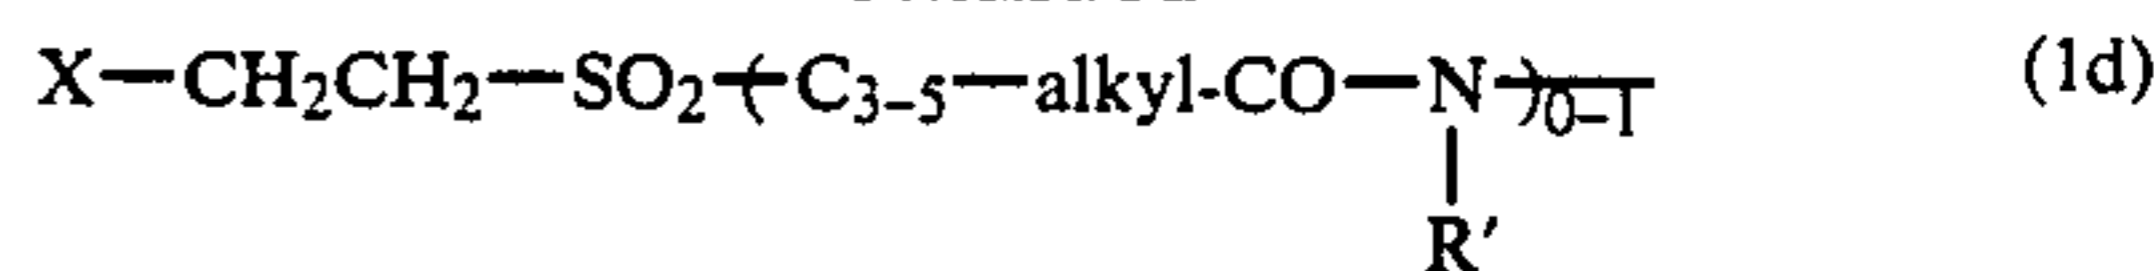 X—CH₂CH₂—SO₂—(C₃₋₅—alkyl-CO—N—)₀₋₁— (1d)
R′